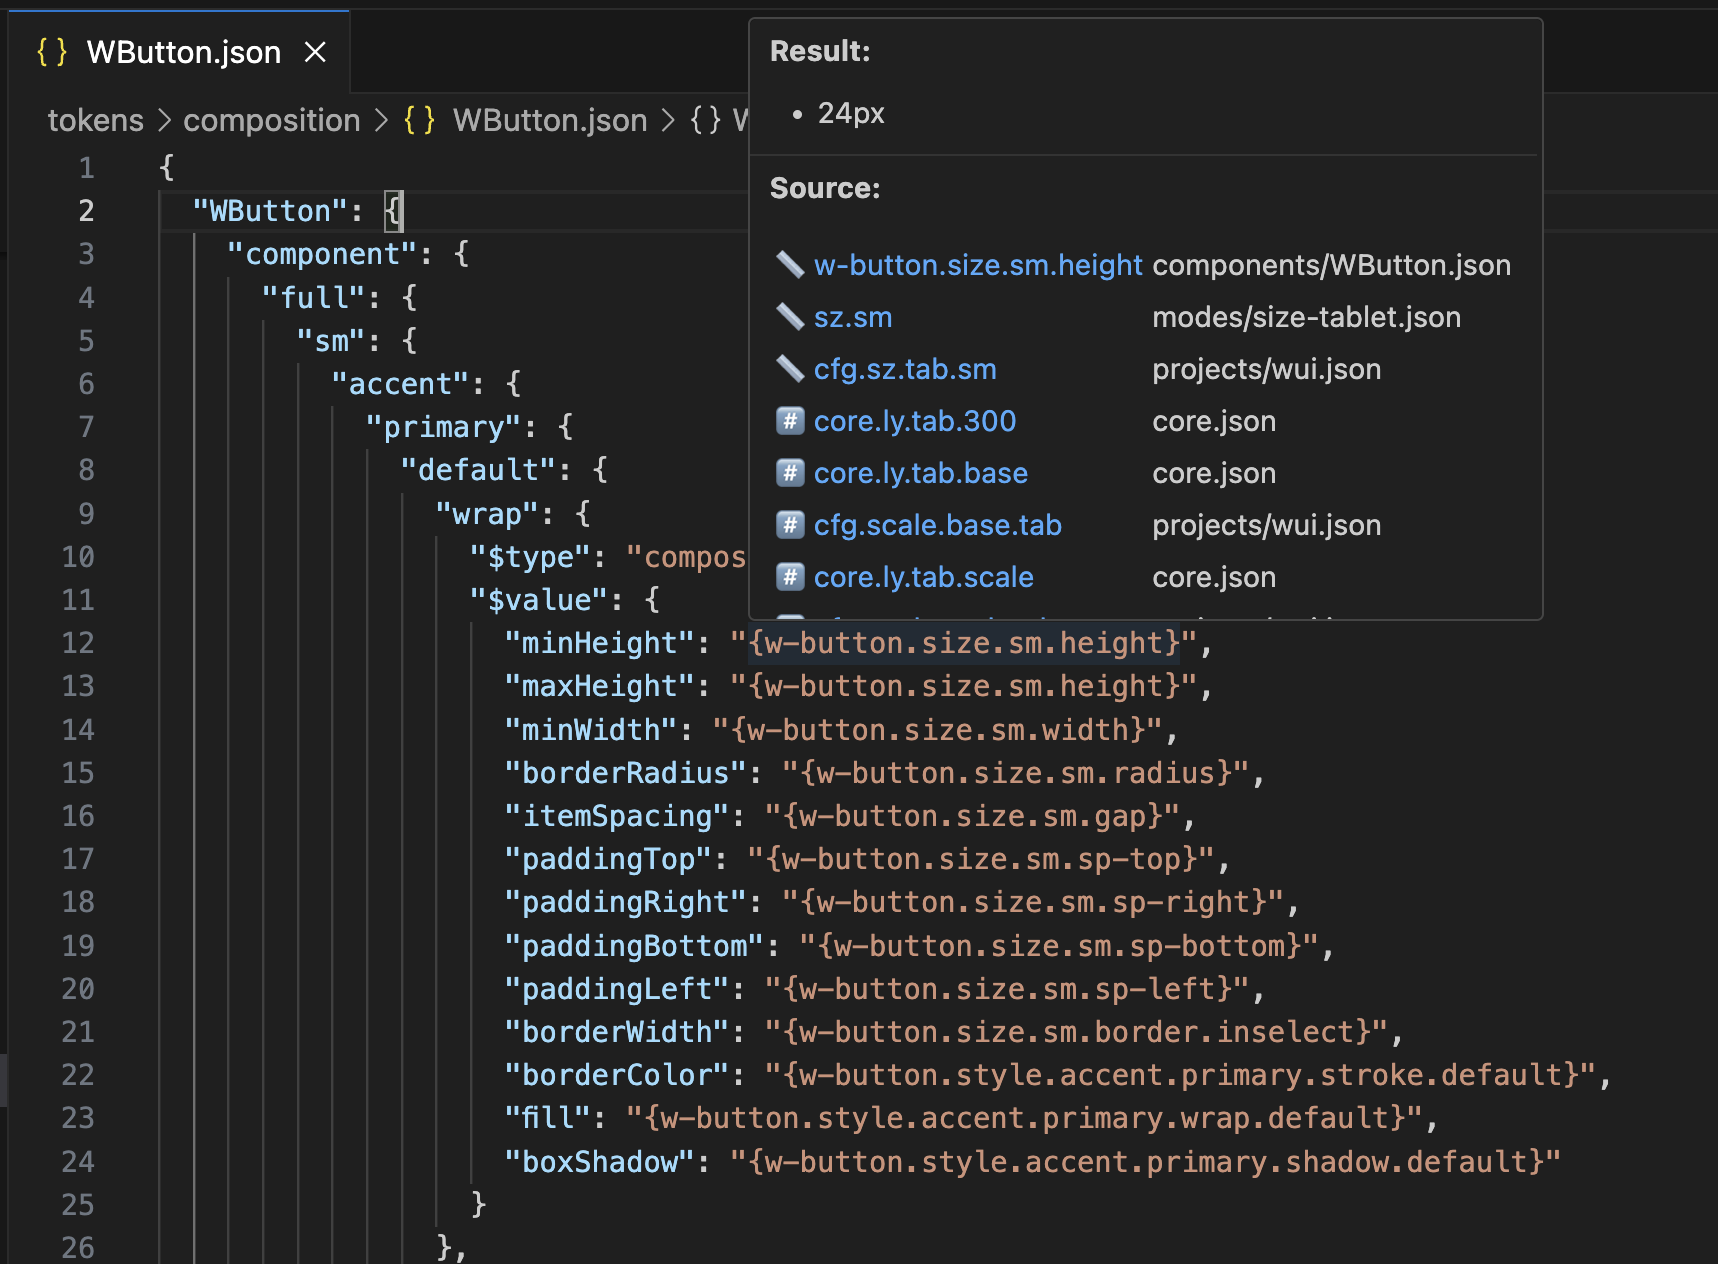 { } WButton.json ×
tokens > composition > { } WButton.json > { }
Result:
• 24px
Source:
w-button.size.sm.height components/WButton.json
sz.sm modes/size-tablet.json
cfg.sz.tab.sm projects/wui.json
# core.ly.tab.300 core.json
# core.ly.tab.base core.json
# cfg.scale.base.tab projects/wui.json
# core.ly.tab.scale core.json
1 {
2 "WButton": {
3 "component": {
4 "full": {
5 "sm": {
6 "accent": {
7 "primary": {
8 "default": {
9 "wrap": {
10 "$type": "compos
11 "$value": {
12 "minHeight": "{w-button.size.sm.height}",
13 "maxHeight": "{w-button.size.sm.height}",
14 "minWidth": "{w-button.size.sm.width}",
15 "borderRadius": "{w-button.size.sm.radius}",
16 "itemSpacing": "{w-button.size.sm.gap}",
17 "paddingTop": "{w-button.size.sm.sp-top}",
18 "paddingRight": "{w-button.size.sm.sp-right}",
19 "paddingBottom": "{w-button.size.sm.sp-bottom}",
20 "paddingLeft": "{w-button.size.sm.sp-left}",
21 "borderWidth": "{w-button.size.sm.border.inselect}",
22 "borderColor": "{w-button.style.accent.primary.stroke.default}",
23 "fill": "{w-button.style.accent.primary.wrap.default}",
24 "boxShadow": "{w-button.style.accent.primary.shadow.default}"
25 }
26 },